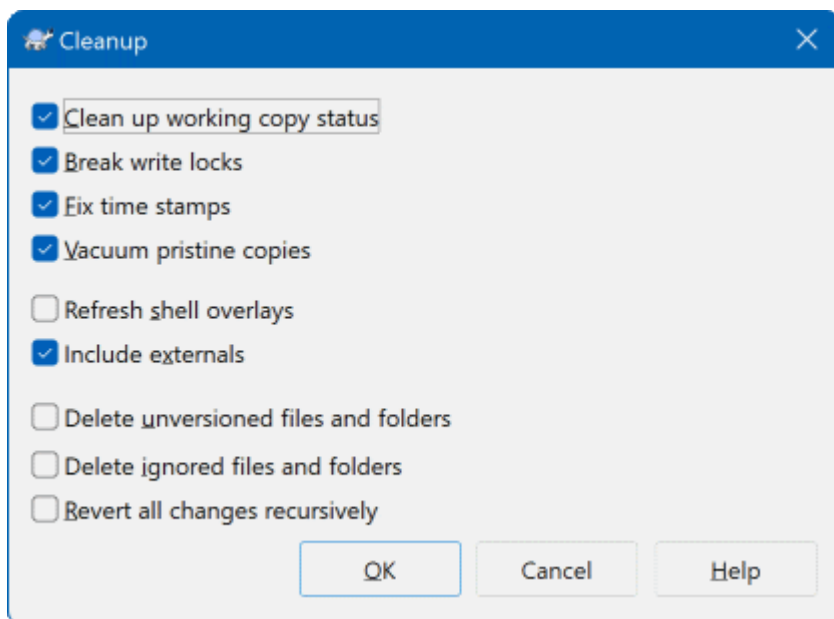 Cleanup
Clean up working copy status
Break write locks
Fix time stamps
Vacuum pristine copies
Refresh shell overlays
Include externals
Delete unversioned files and folders
Delete ignored files and folders
Revert all changes recursively
OK Cancel Help